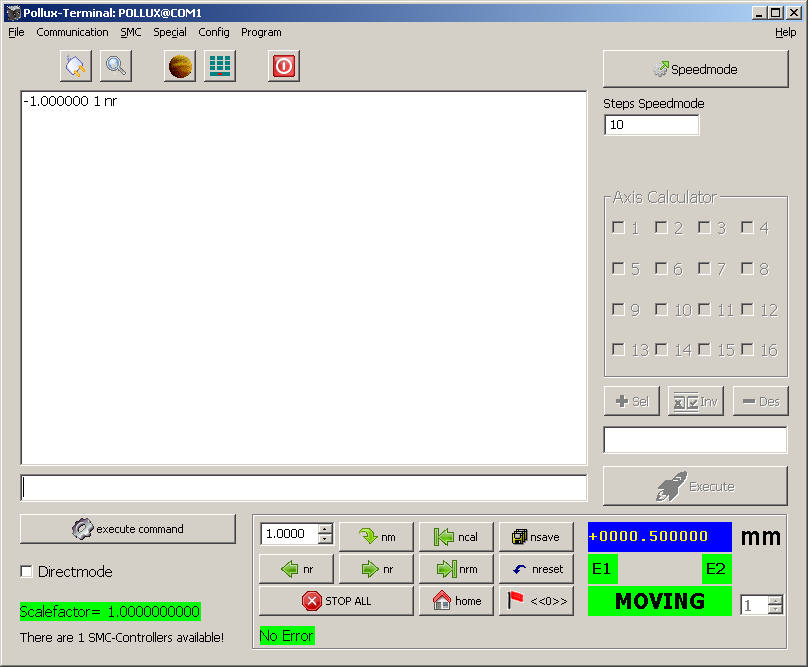 Pollux-Terminal: POLLUX@COM1
File Communication SMC Special Config Program Help
Speedmode
Steps Speedmode
10
-1.000000 1 nr
Axis Calculator
1 2 3 4
5 6 7 8
9 10 11 12
13 14 15 16
Sel Inv Des
Execute
execute command
Directmode
Scalefactor= 1.0000000000
There are 1 SMC-Controllers available!
1.0000 nm ncal nsave
nr nr nrm nreset
STOP ALL home <<0>>
No Error
+0000.500000 mm
E1 E2
MOVING 1